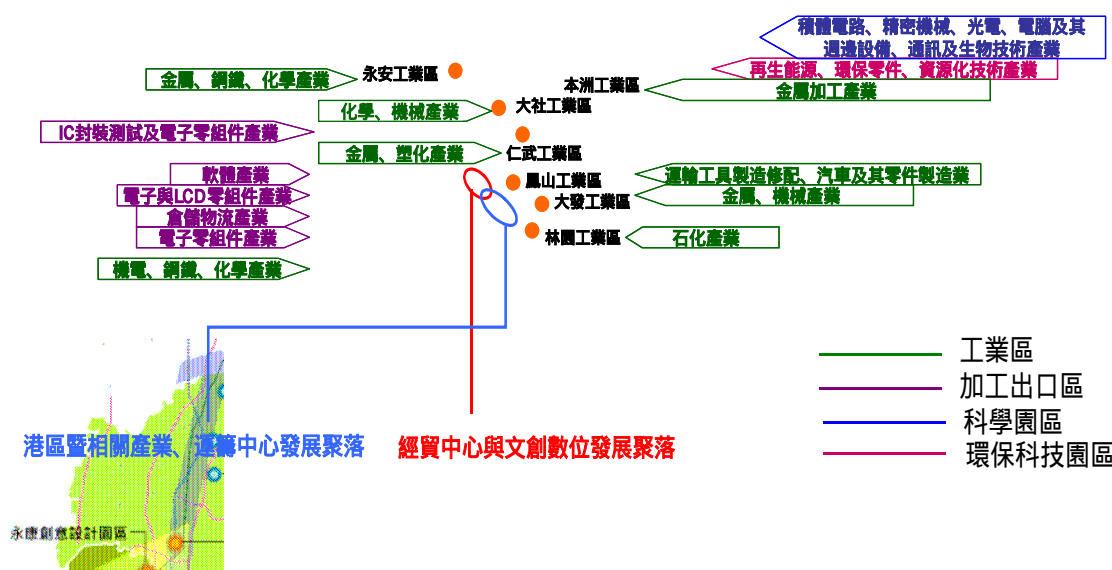 積體電路、精密機械、光電、電腦及其
週邊設備、通訊及生物技術產業
再生能源、環保零件、資源化技術產業
金屬、鋼鐵、化學產業
永安工業區
本洲工業區
金屬加工產業
化學、機械產業
大社工業區
IC封裝測試及電子零組件產業
金屬、塑化產業
仁武工業區
軟體產業
鳳山工業區
運輸工具製造修配、汽車及其零件製造業
電子與LCD零組件產業
大發工業區
金屬、機械產業
倉儲物流產業
電子零組件產業
林園工業區
石化產業
機電、鋼鐵、化學產業
工業區
加工出口區
科學園區
環保科技園區
港區暨相關產業、運籌中心發展聚落
經貿中心與文創數位發展聚落
永康創意設計園區